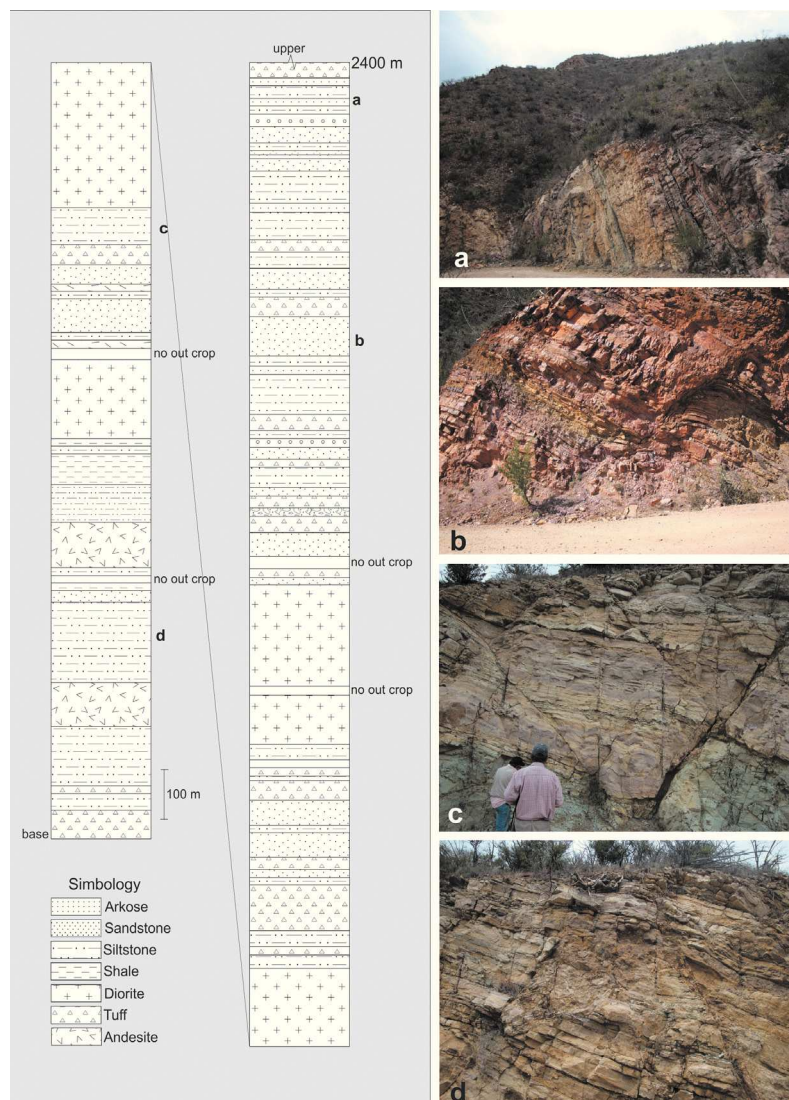 upper
2400 m
a
c
b
no out crop
no out crop
no out crop
d
no out crop
100 m
base
Simbology
Arkose
Sandstone
Siltstone
Shale
Diorite
Tuff
Andesite
a
b
c
d